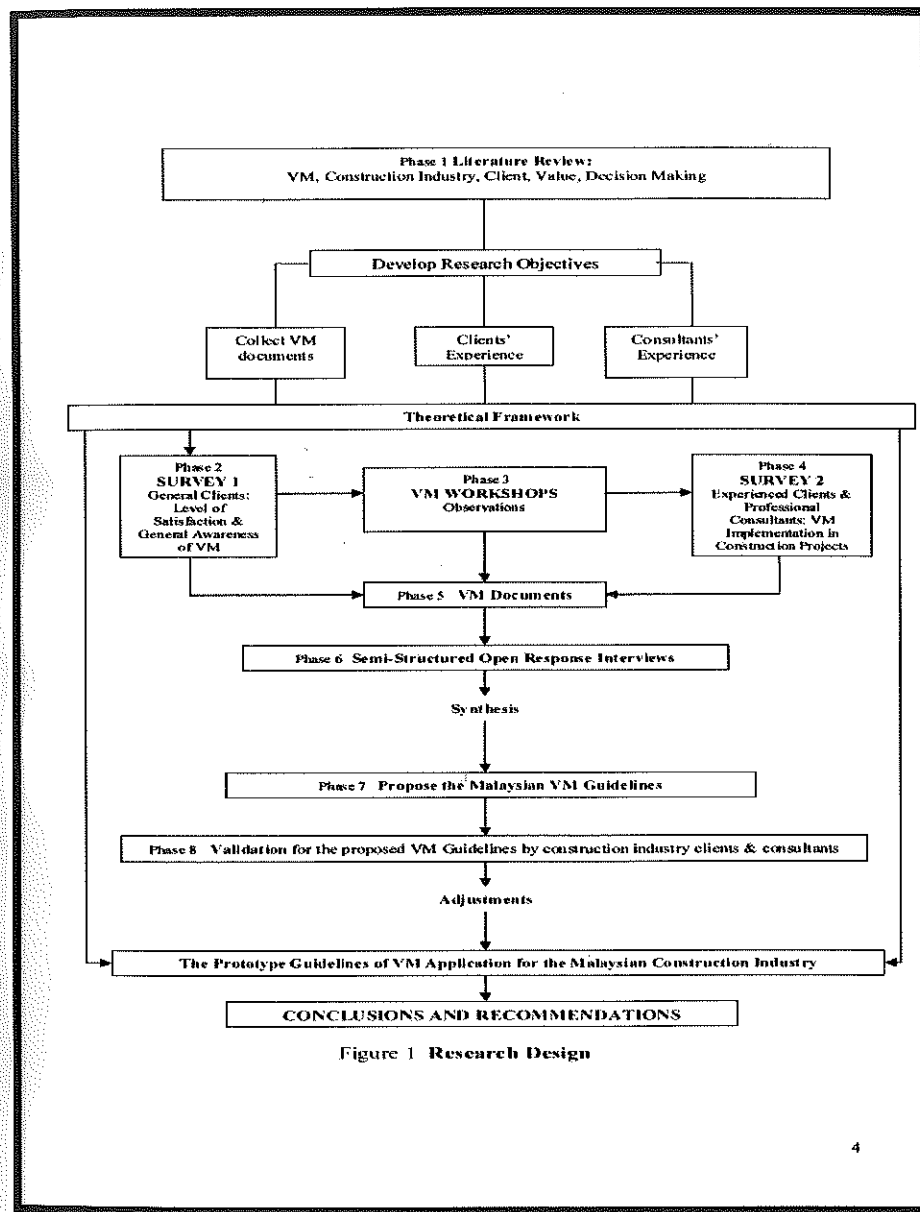 Phase 1 Literature Review:
VM, Construction Industry, Client, Value, Decision Making
Develop Research Objectives
Collect VM
documents
Clients'
Experience
Consultants'
Experience
Theoretical Framework
Phase 2
SURVEY 1
General Clients:
Level of
Satisfaction &
General Awareness
of VM
Phase 3
VM WORKSHOPS
Observations
Phase 4
SURVEY 2
Experienced Clients &
Professional
Consultants: VM
Implementation in
Construction Projects
Phase 5 VM Documents
Phase 6 Semi-Structured Open Response Interviews
Synthesis
Phase 7 Propose the Malaysian VM Guidelines
Phase 8 Validation for the proposed VM Guidelines by construction industry clients & consultants
Adjustments
The Prototype Guidelines of VM Application for the Malaysian Construction Industry
CONCLUSIONS AND RECOMMENDATIONS
Figure 1 Research Design
4